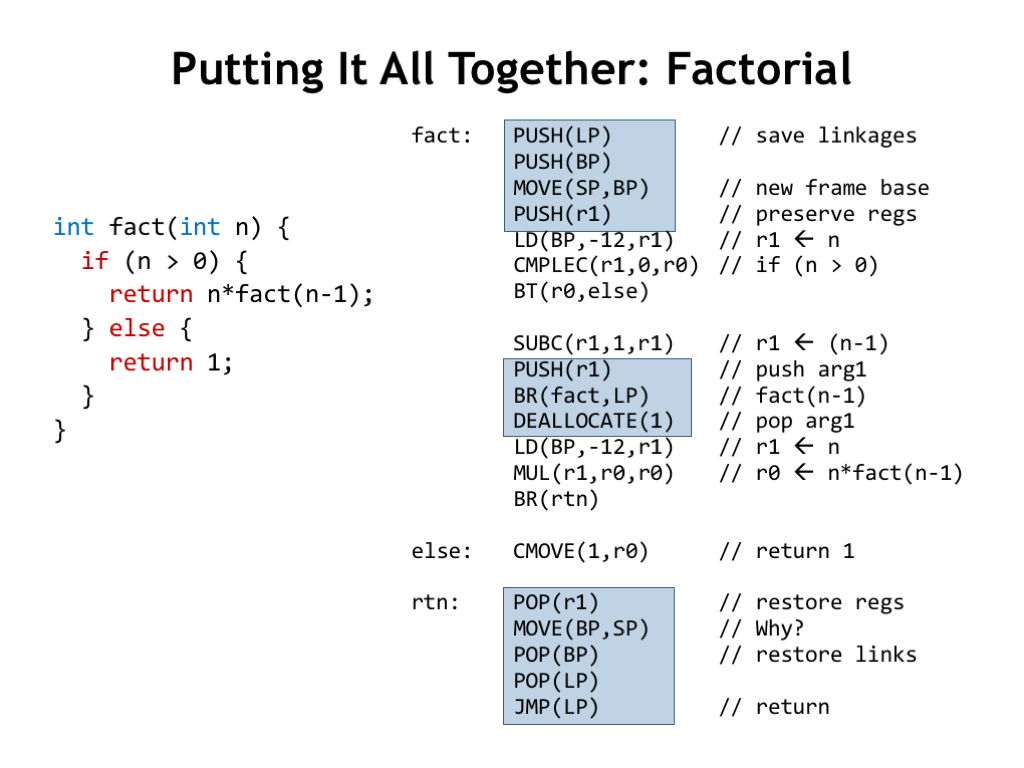 Putting It All Together: Factorial
int fact(int n) {
  if (n > 0) {
    return n*fact(n-1);
  } else {
    return 1;
  }
}
fact: PUSH(LP) // save linkages
PUSH(BP)
MOVE(SP,BP) // new frame base
PUSH(r1) // preserve regs
LD(BP,-12,r1) // r1 ← n
CMPLEC(r1,0,r0) // if (n > 0)
BT(r0,else)
SUBC(r1,1,r1) // r1 ← (n-1)
PUSH(r1) // push arg1
BR(fact,LP) // fact(n-1)
DEALLOCATE(1) // pop arg1
LD(BP,-12,r1) // r1 ← n
MUL(r1,r0,r0) // r0 ← n*fact(n-1)
BR(rtn)
else: CMOVE(1,r0) // return 1
rtn: POP(r1) // restore regs
MOVE(BP,SP) // Why?
POP(BP) // restore links
POP(LP)
JMP(LP) // return